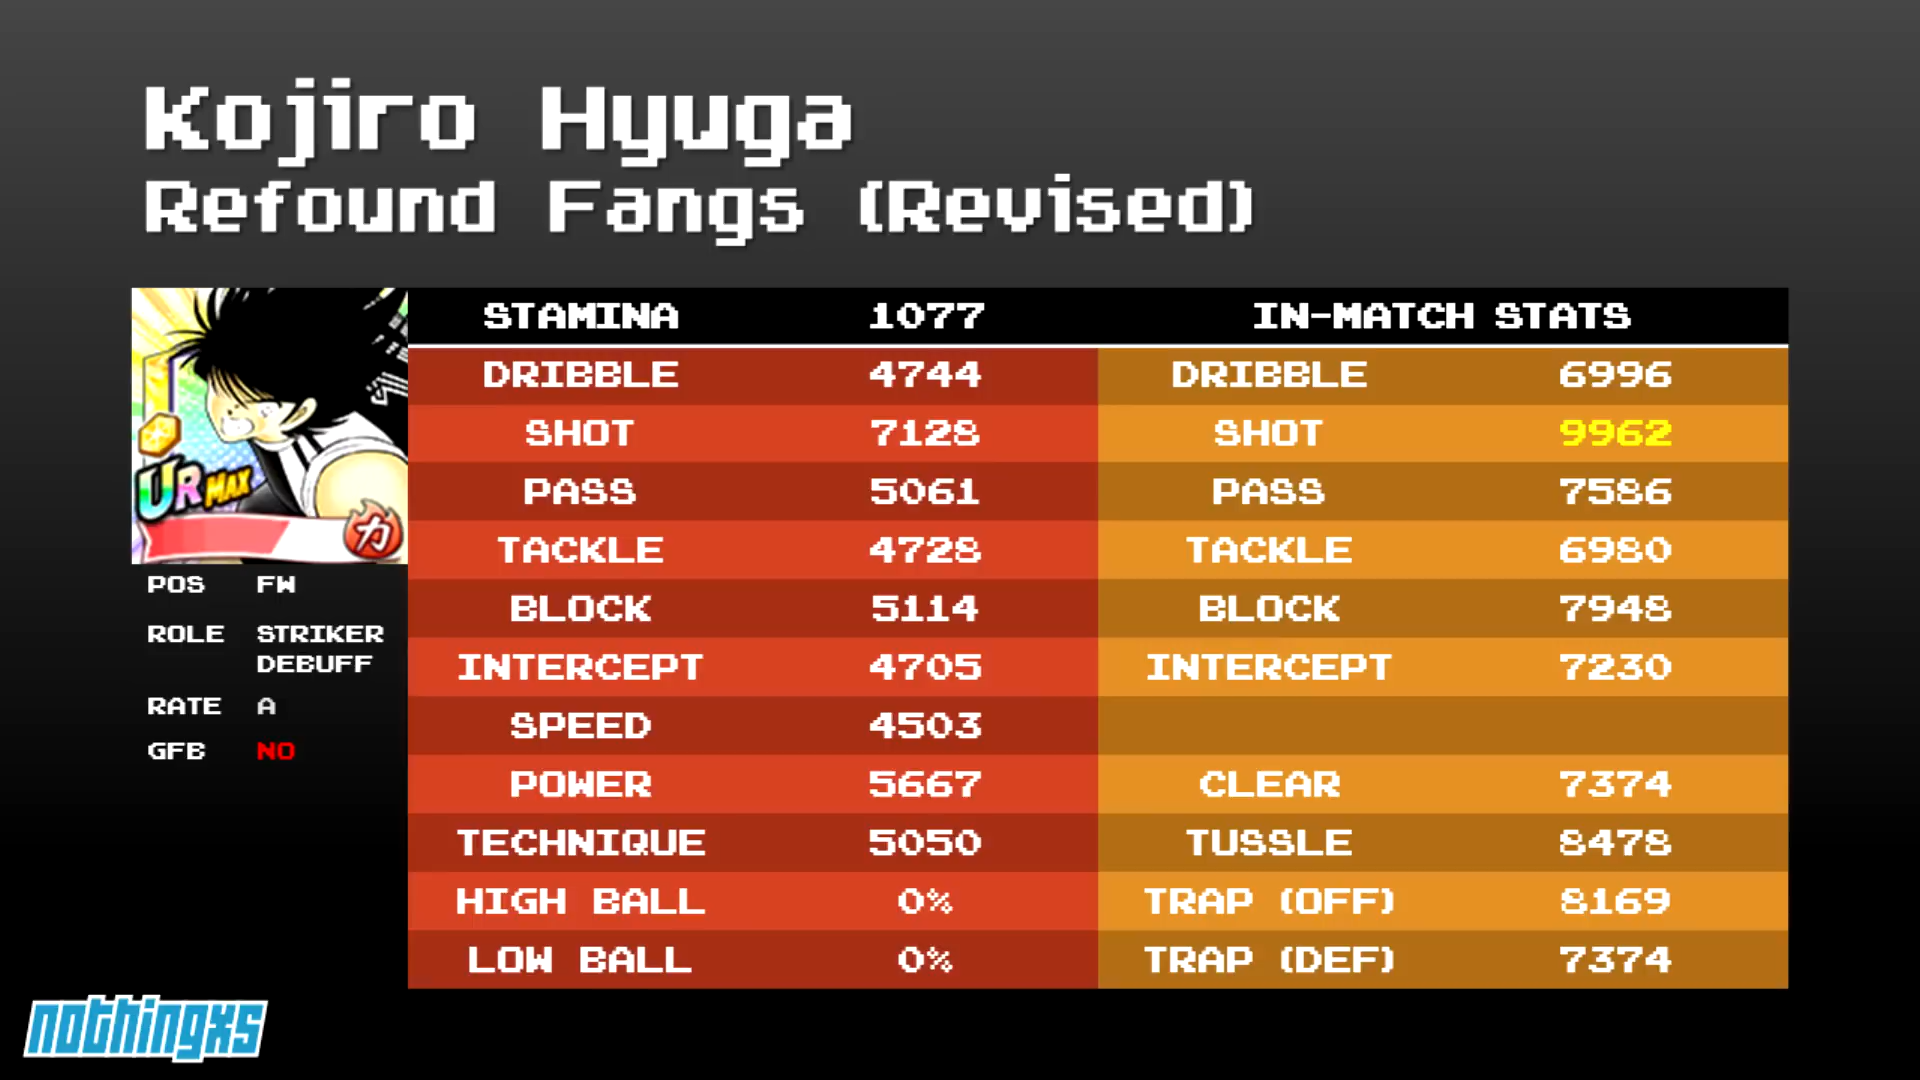 Kojiro Hyuga
Refound Fangs (Revised)
STAMINA 1077 IN-MATCH STATS
DRIBBLE 4744 DRIBBLE 6996
SHOT 7128 SHOT 9962
PASS 5061 PASS 7586
TACKLE 4728 TACKLE 6980
BLOCK 5114 BLOCK 7948
INTERCEPT 4705 INTERCEPT 7230
SPEED 4503
POWER 5667 CLEAR 7374
TECHNIQUE 5050 TUSSLE 8478
HIGH BALL 0% TRAP (OFF) 8169
LOW BALL 0% TRAP (DEF) 7374
UR MAX
力
POS FW
ROLE STRIKER
DEBUFF
RATE A
GFB NO
nothingxs